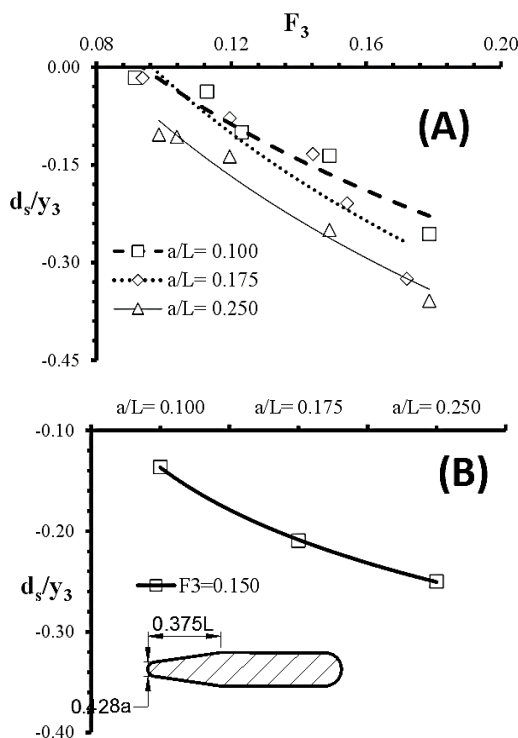 F3
0.08 0.12 0.16 0.20
0.00
(A)
-0.15
ds/y3
-0.30
a/L= 0.100
a/L= 0.175
a/L= 0.250
-0.45
a/L= 0.100 a/L= 0.175 a/L= 0.250
-0.10
(B)
-0.20
ds/y3
F3=0.150
0.375L
-0.30
0.428a
-0.40